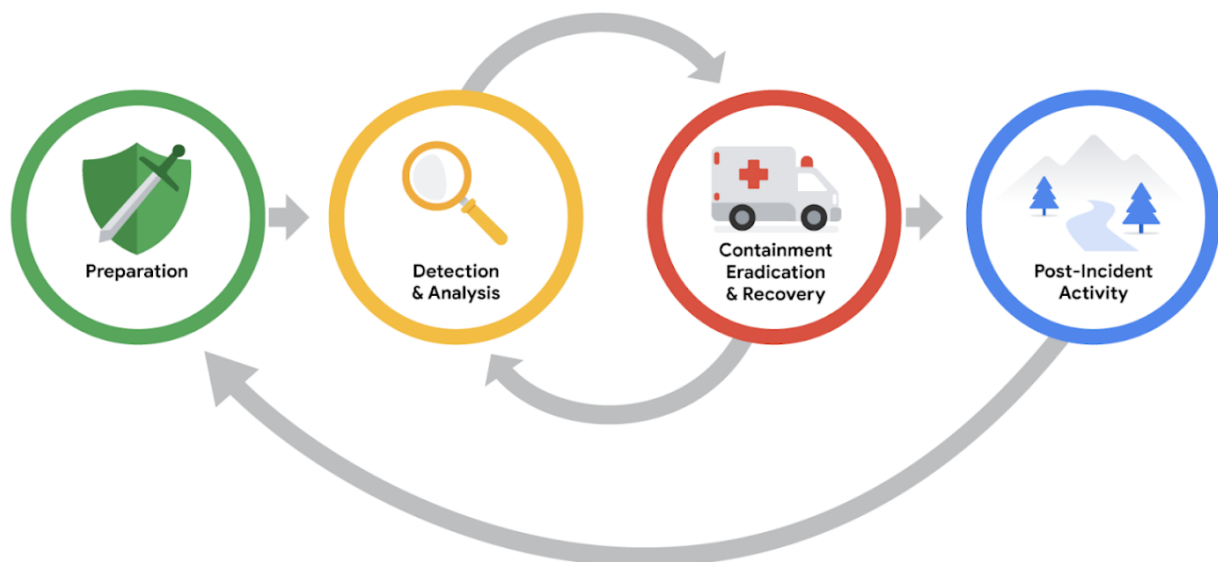 Preparation
Detection
& Analysis
Containment
Eradication
& Recovery
Post-Incident
Activity